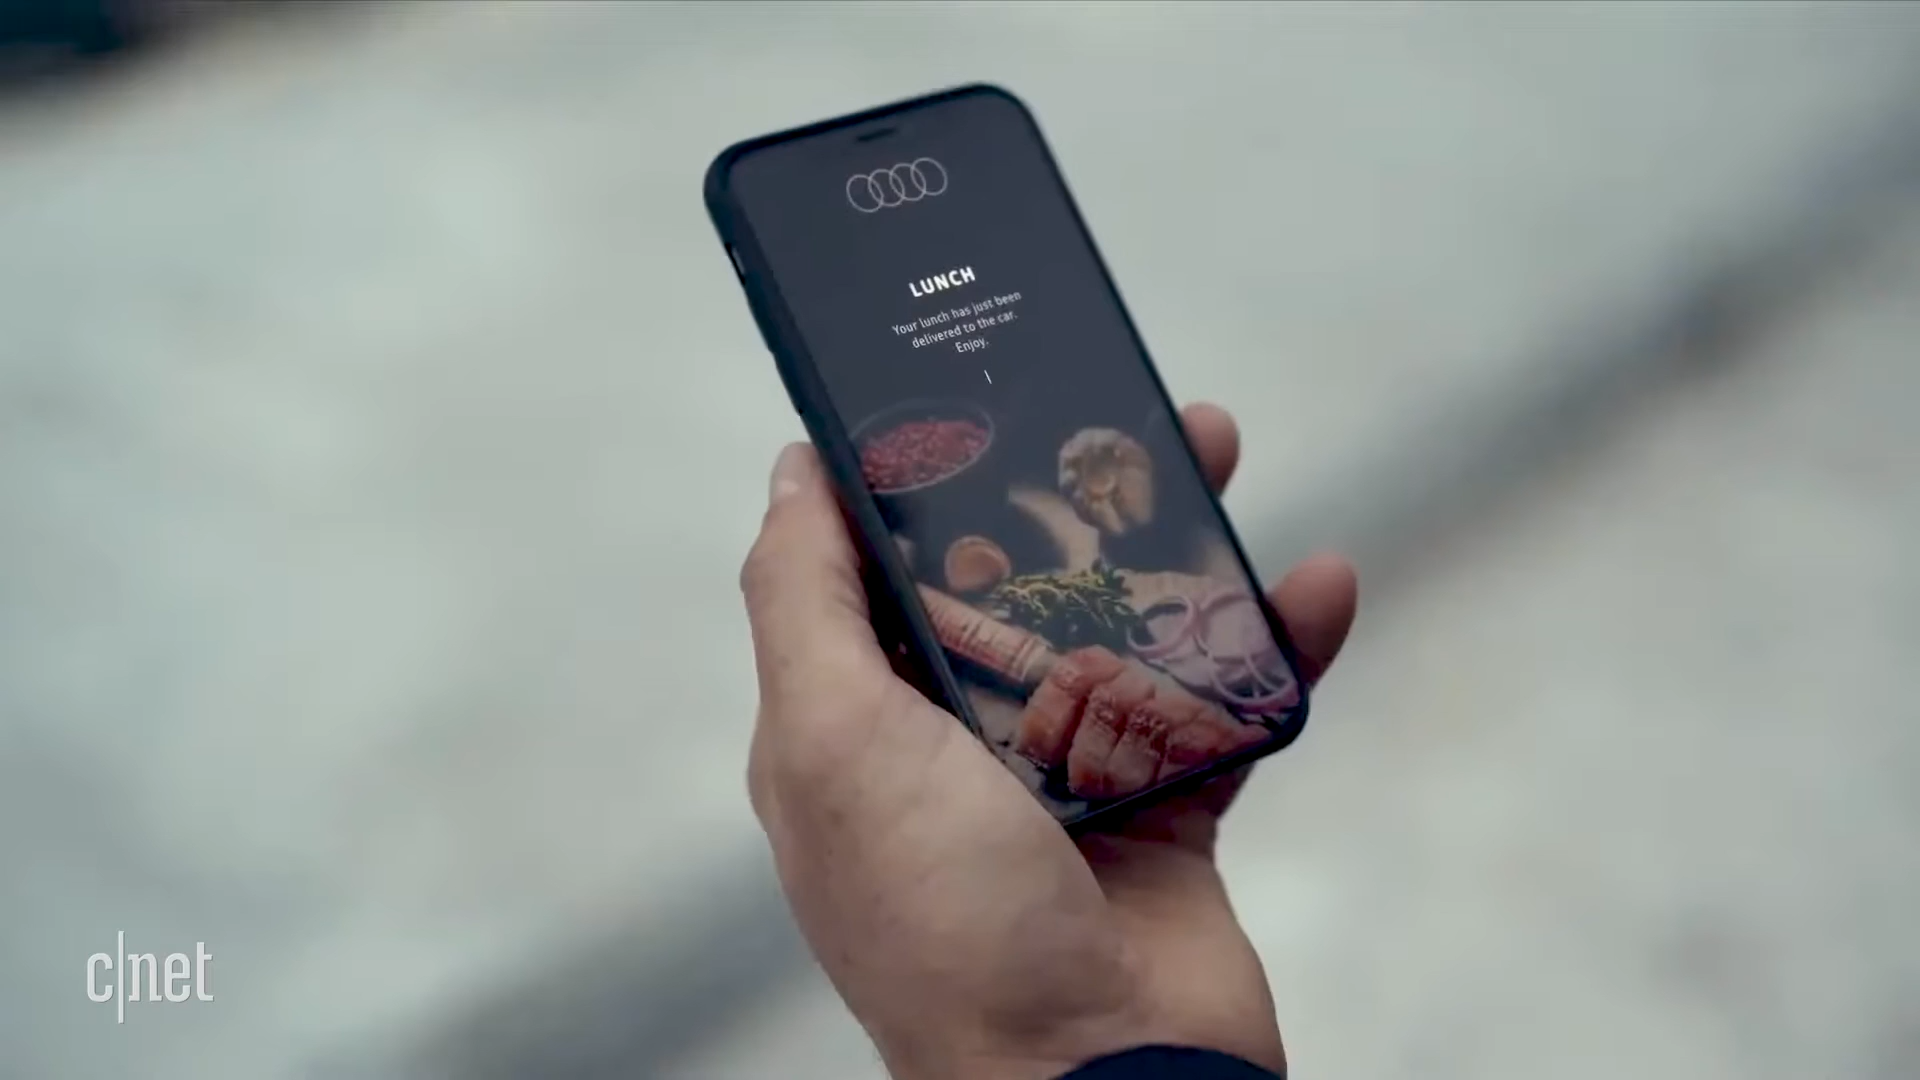 LUNCH
Your lunch has just been
delivered to the car.
Enjoy.
c|net